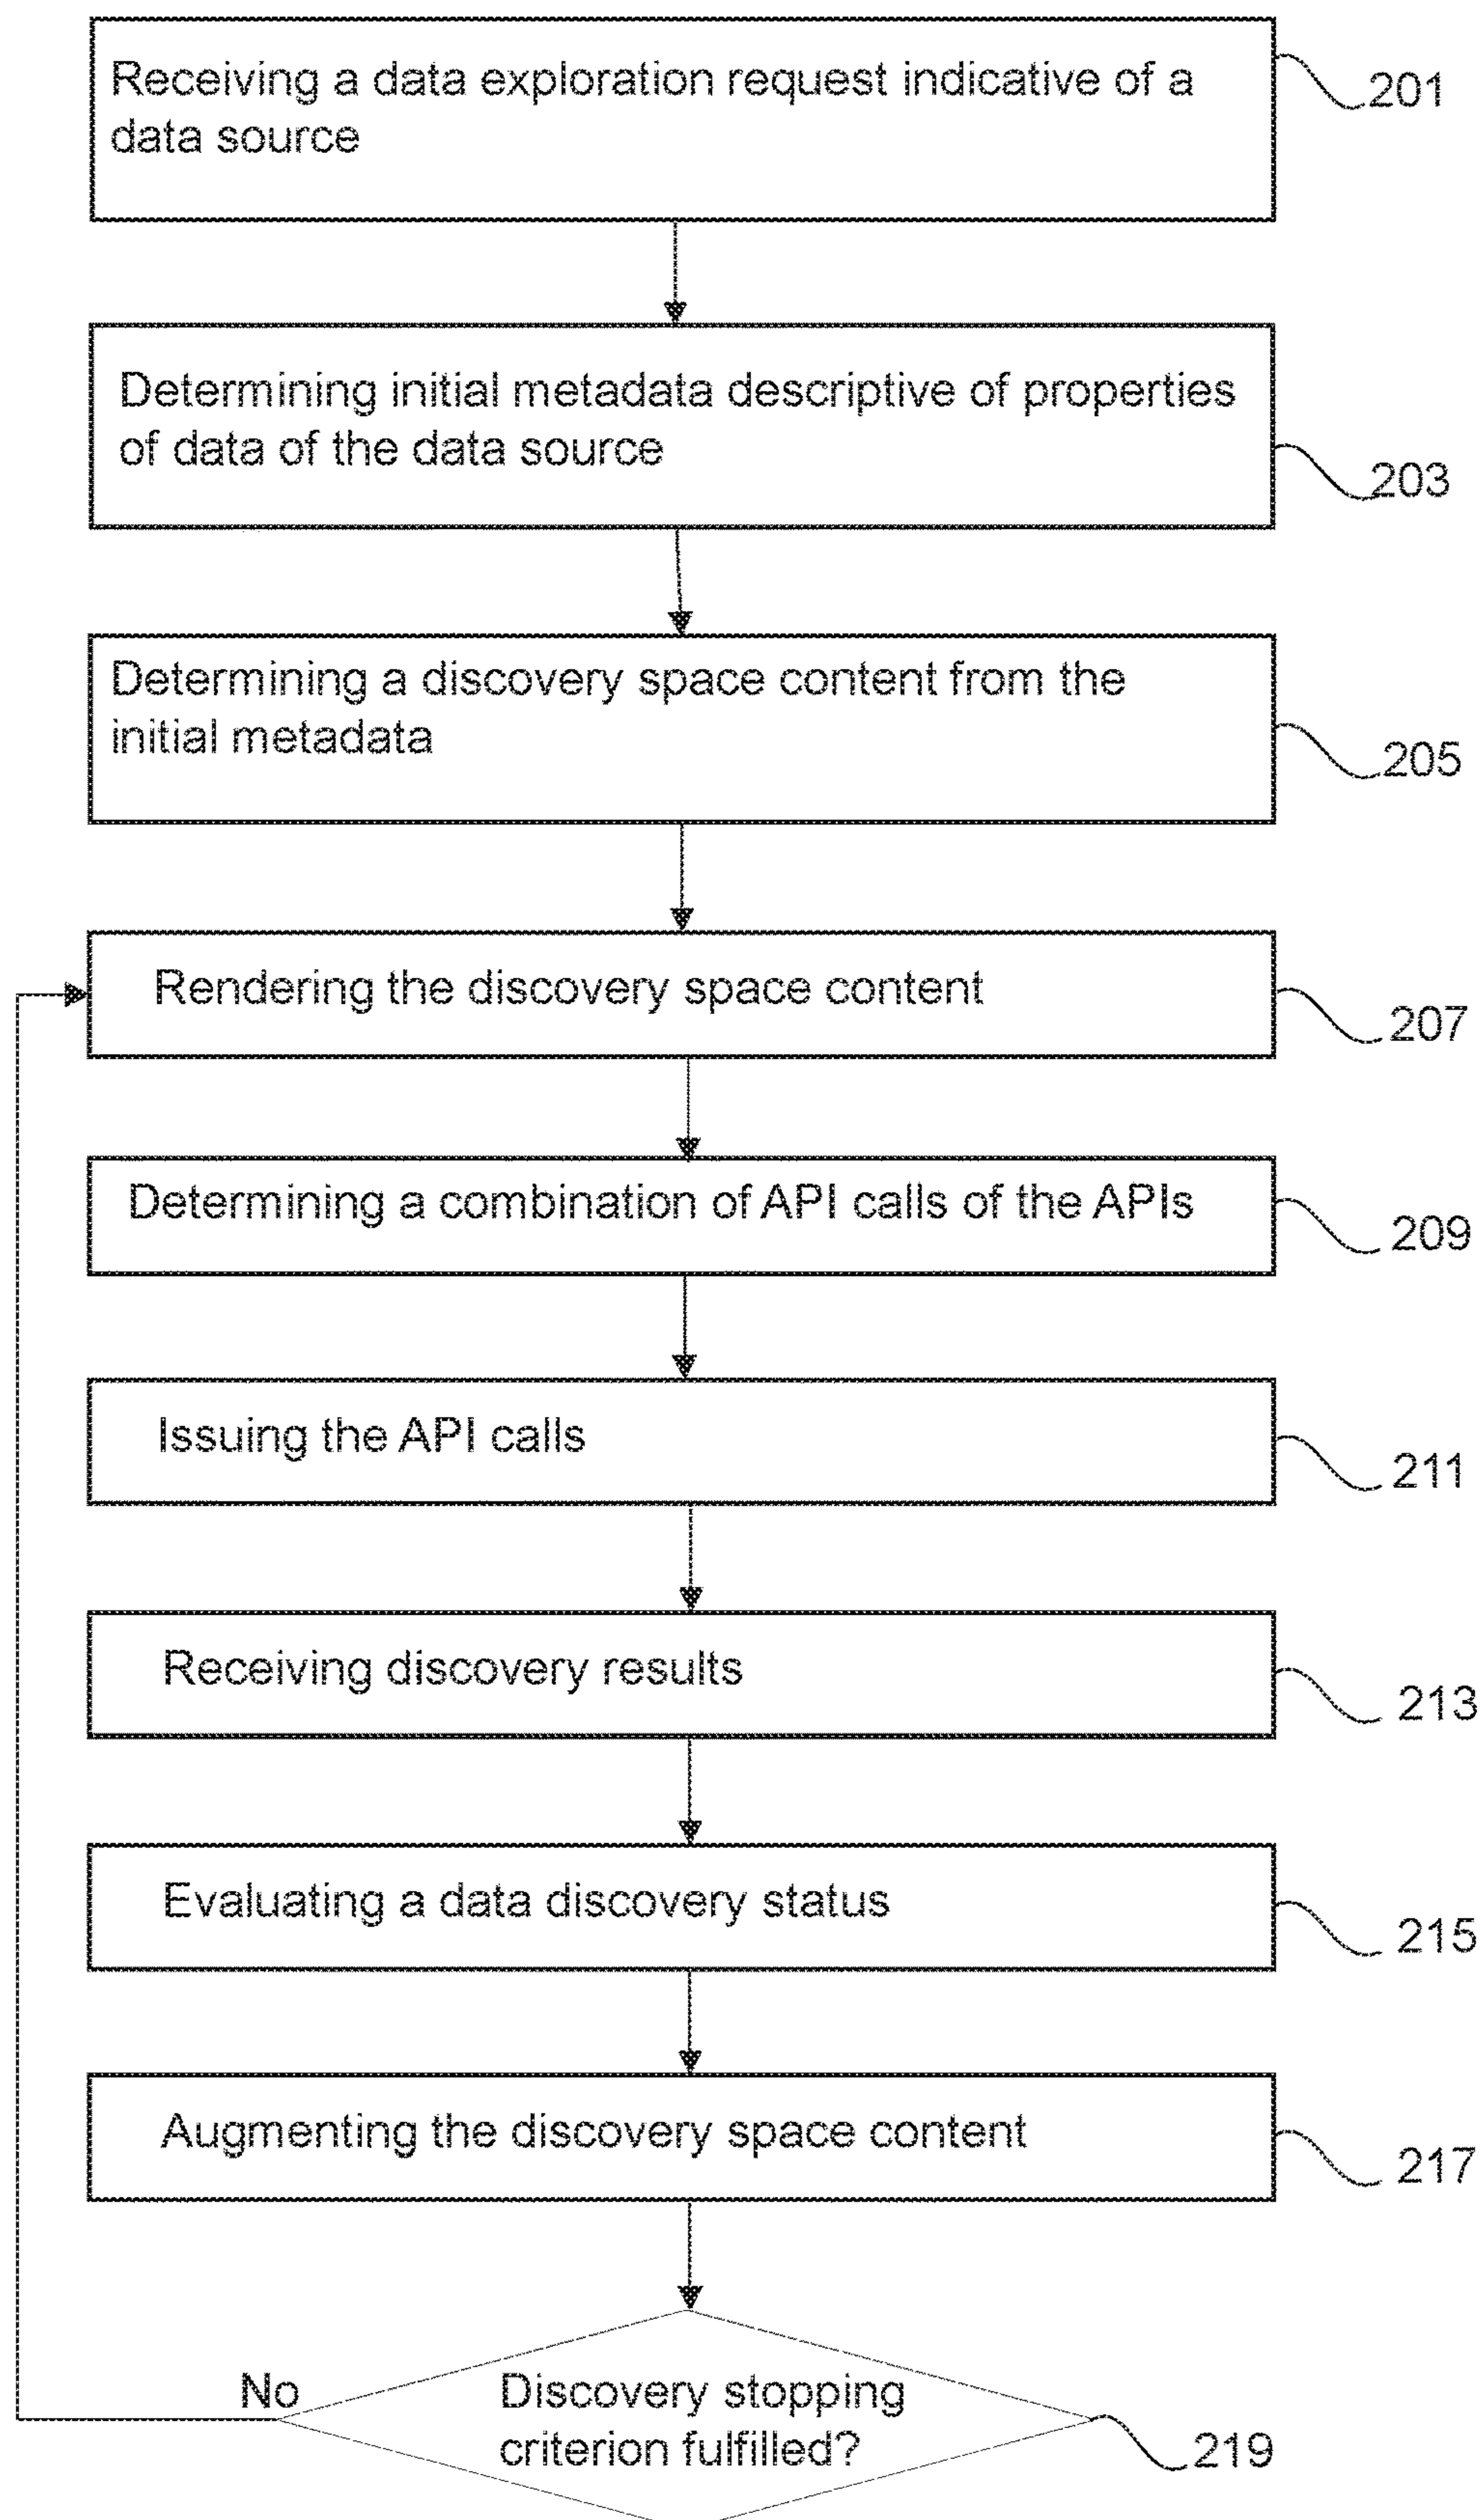 Receiving a data exploration request indicative of a
data source
201
Determining initial metadata descriptive of properties
of data of the data source
203
Determining a discovery space content from the
initial metadata
205
Rendering the discovery space content
207
Determining a combination of API calls of the APIs
209
Issuing the API calls
211
Receiving discovery results
213
Evaluating a data discovery status
215
Augmenting the discovery space content
217
No
Discovery stopping
criterion fulfilled?
219